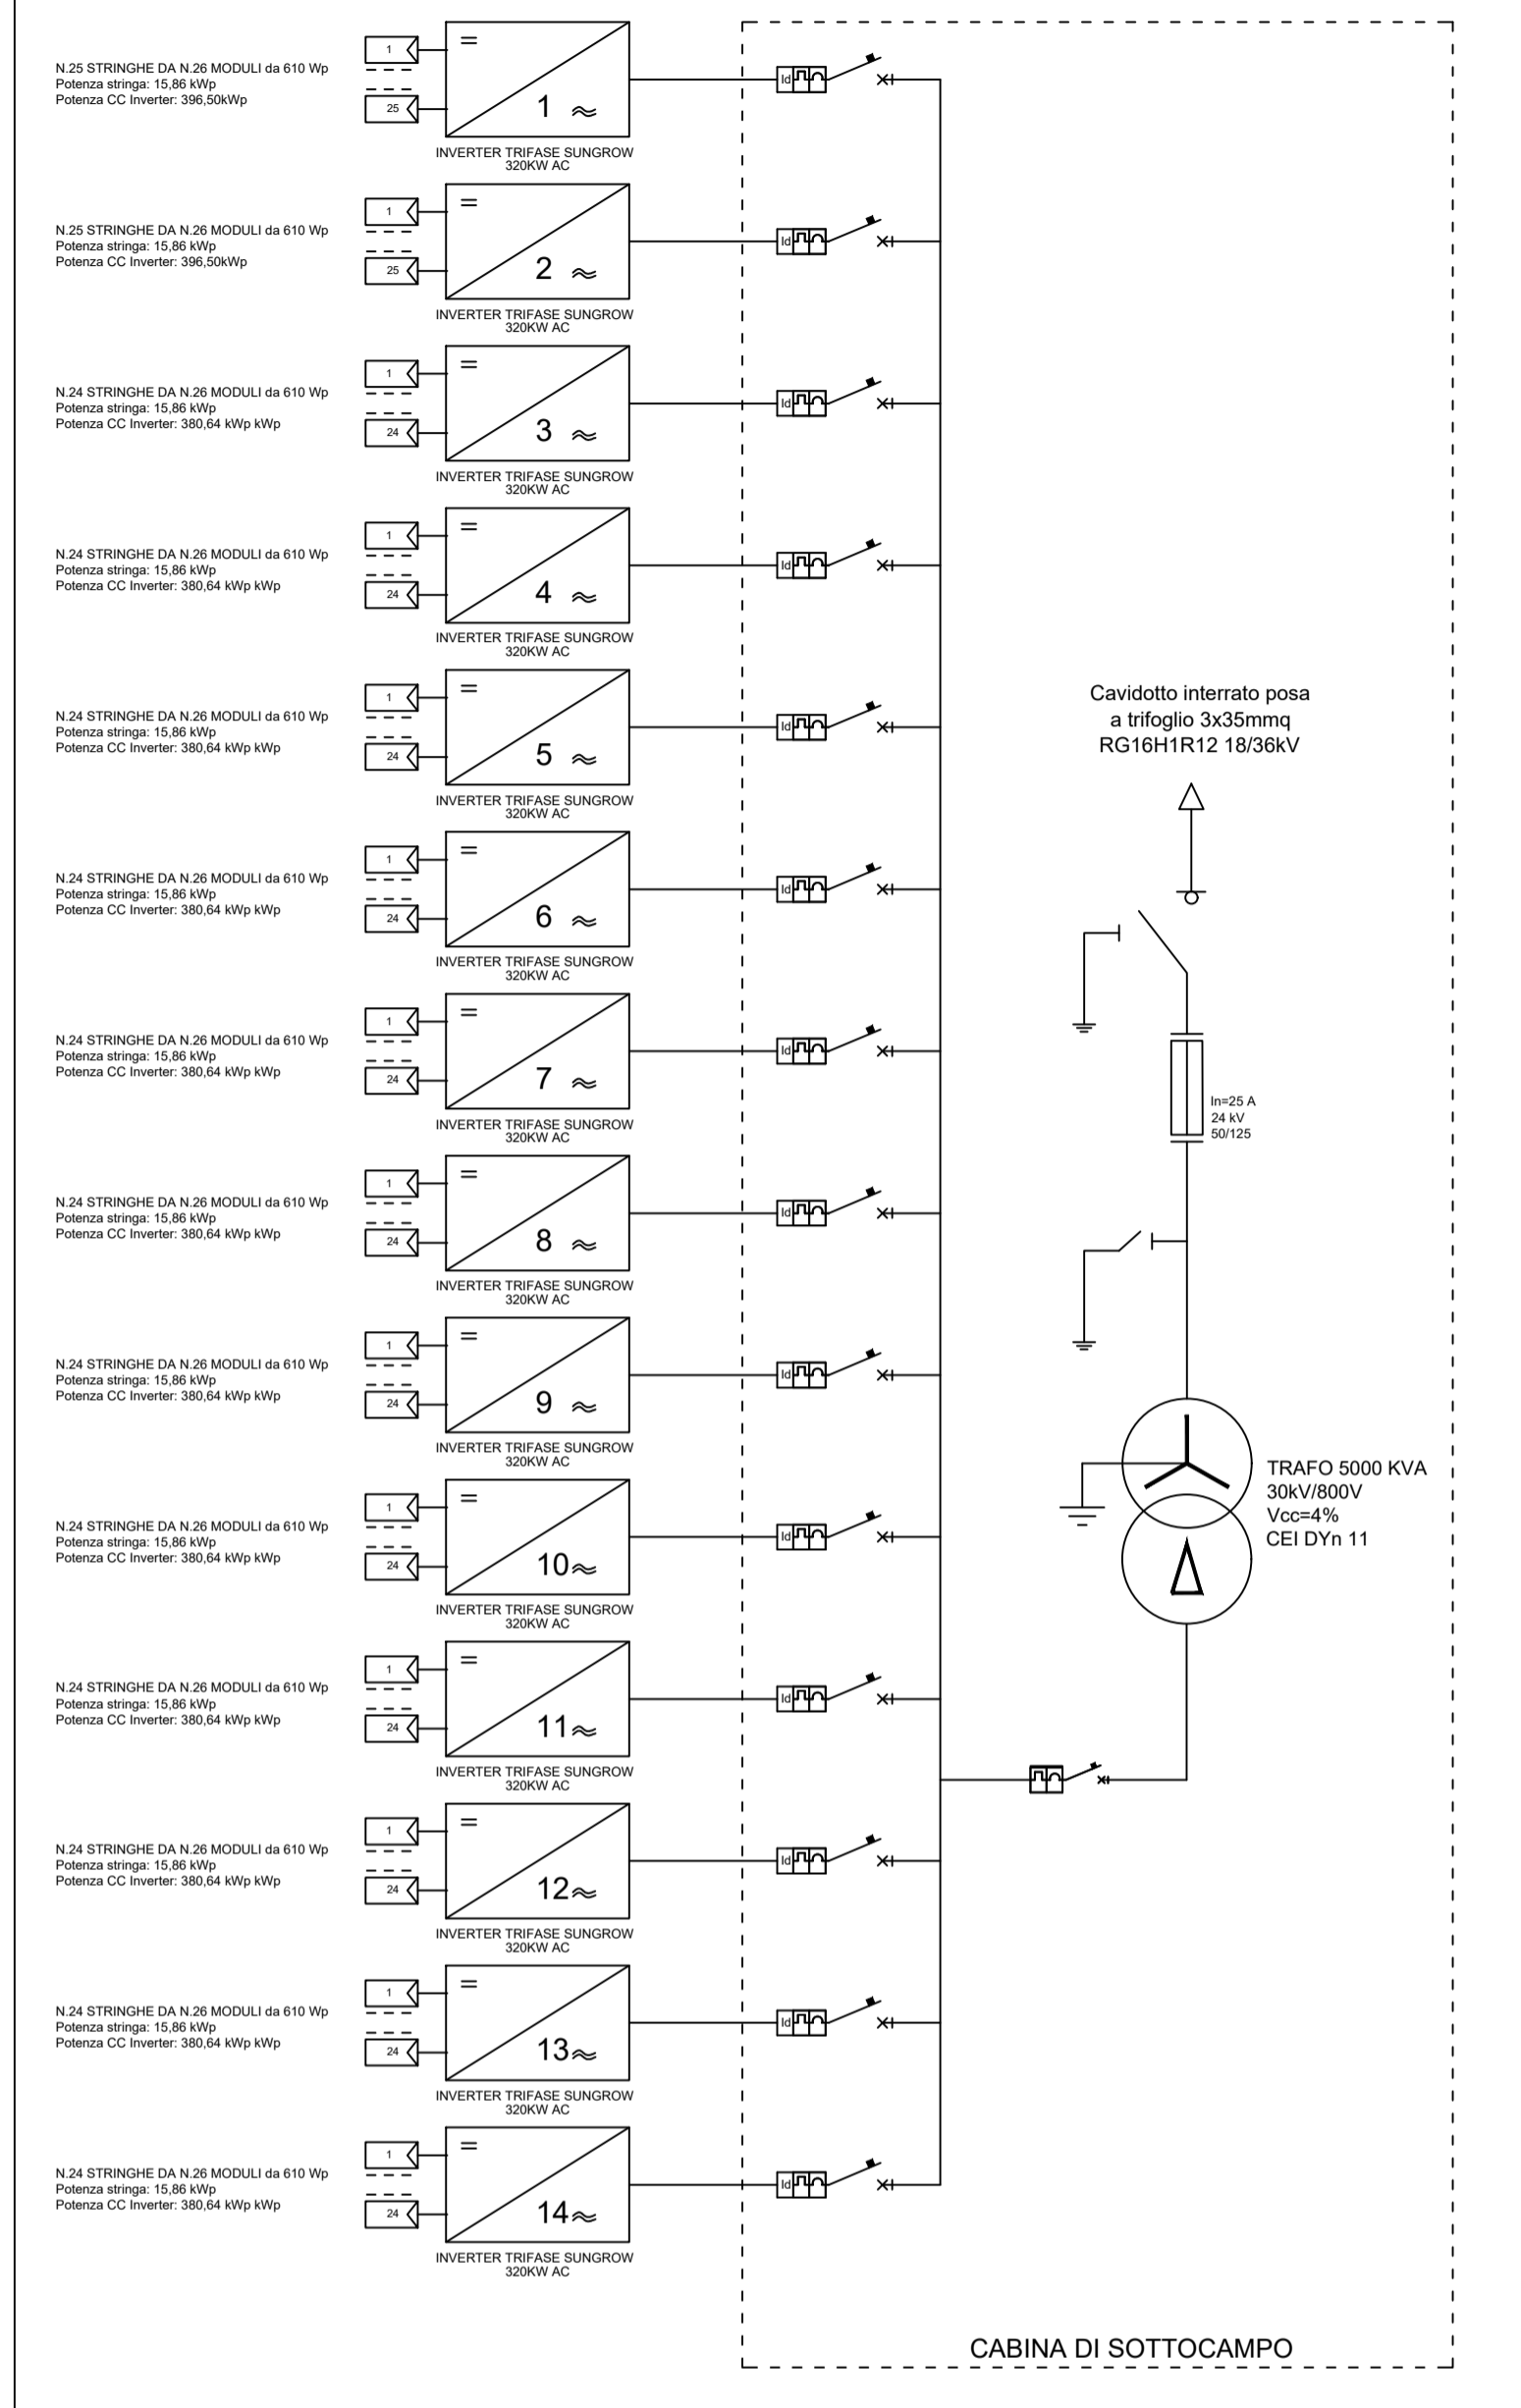 1
N.25 STRINGHE DA N.26 MODULI da 610 Wp
Potenza stringa: 15,86 kWp
Potenza CC Inverter: 396,50kWp
25
1
INVERTER TRIFASE SUNGROW
320KW AC
Id
1
N.25 STRINGHE DA N.26 MODULI da 610 Wp
Potenza stringa: 15,86 kWp
Potenza CC Inverter: 396,50kWp
25
2
INVERTER TRIFASE SUNGROW
320KW AC
Id
1
N.24 STRINGHE DA N.26 MODULI da 610 Wp
Potenza stringa: 15,86 kWp
Potenza CC Inverter: 380,64 kWp kWp
24
3
INVERTER TRIFASE SUNGROW
320KW AC
Id
1
N.24 STRINGHE DA N.26 MODULI da 610 Wp
Potenza stringa: 15,86 kWp
Potenza CC Inverter: 380,64 kWp kWp
24
4
INVERTER TRIFASE SUNGROW
320KW AC
Id
1
N.24 STRINGHE DA N.26 MODULI da 610 Wp
Potenza stringa: 15,86 kWp
Potenza CC Inverter: 380,64 kWp kWp
24
5
INVERTER TRIFASE SUNGROW
320KW AC
Id
1
N.24 STRINGHE DA N.26 MODULI da 610 Wp
Potenza stringa: 15,86 kWp
Potenza CC Inverter: 380,64 kWp kWp
24
6
INVERTER TRIFASE SUNGROW
320KW AC
Id
1
N.24 STRINGHE DA N.26 MODULI da 610 Wp
Potenza stringa: 15,86 kWp
Potenza CC Inverter: 380,64 kWp kWp
24
7
INVERTER TRIFASE SUNGROW
320KW AC
Id
1
N.24 STRINGHE DA N.26 MODULI da 610 Wp
Potenza stringa: 15,86 kWp
Potenza CC Inverter: 380,64 kWp kWp
24
8
INVERTER TRIFASE SUNGROW
320KW AC
Id
1
N.24 STRINGHE DA N.26 MODULI da 610 Wp
Potenza stringa: 15,86 kWp
Potenza CC Inverter: 380,64 kWp kWp
24
9
INVERTER TRIFASE SUNGROW
320KW AC
Id
1
N.24 STRINGHE DA N.26 MODULI da 610 Wp
Potenza stringa: 15,86 kWp
Potenza CC Inverter: 380,64 kWp kWp
24
10
INVERTER TRIFASE SUNGROW
320KW AC
Id
1
N.24 STRINGHE DA N.26 MODULI da 610 Wp
Potenza stringa: 15,86 kWp
Potenza CC Inverter: 380,64 kWp kWp
24
11
INVERTER TRIFASE SUNGROW
320KW AC
Id
1
N.24 STRINGHE DA N.26 MODULI da 610 Wp
Potenza stringa: 15,86 kWp
Potenza CC Inverter: 380,64 kWp kWp
24
12
INVERTER TRIFASE SUNGROW
320KW AC
Id
1
N.24 STRINGHE DA N.26 MODULI da 610 Wp
Potenza stringa: 15,86 kWp
Potenza CC Inverter: 380,64 kWp kWp
24
13
INVERTER TRIFASE SUNGROW
320KW AC
Id
1
N.24 STRINGHE DA N.26 MODULI da 610 Wp
Potenza stringa: 15,86 kWp
Potenza CC Inverter: 380,64 kWp kWp
24
14
INVERTER TRIFASE SUNGROW
320KW AC
Id
Cavidotto interrato posa
a trifoglio 3x35mmq
RG16H1R12 18/36kV
In=25 A
24 kV
50/125
TRAFO 5000 KVA
30kV/800V
Vcc=4%
CEI DYn 11
CABINA DI SOTTOCAMPO